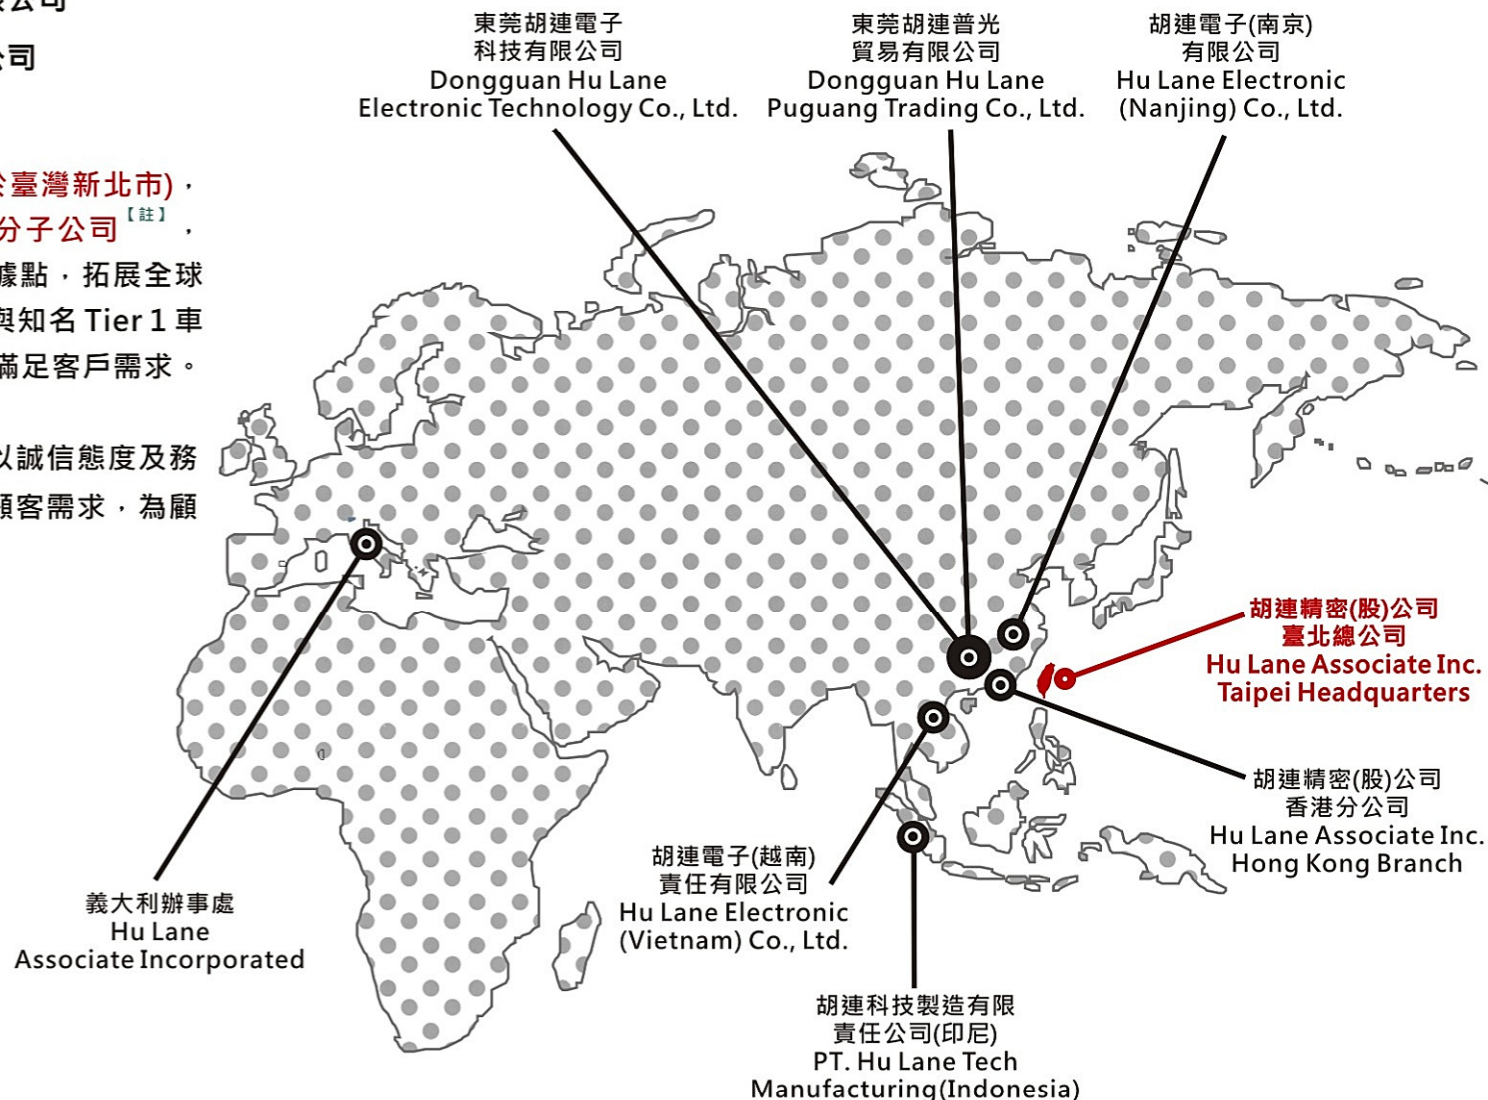 限公司
公司
於臺灣新北市)，
分子公司【註】，
據點，拓展全球
與知名 Tier 1 車
滿足客戶需求。
以誠信態度及務
顧客需求，為顧
東莞胡連電子
科技有限公司
Dongguan Hu Lane
Electronic Technology Co., Ltd.
東莞胡連普光
貿易有限公司
Dongguan Hu Lane
Puguang Trading Co., Ltd.
胡連電子(南京)
有限公司
Hu Lane Electronic
(Nanjing) Co., Ltd.
胡連精密(股)公司
臺北總公司
Hu Lane Associate Inc.
Taipei Headquarters
胡連精密(股)公司
香港分公司
Hu Lane Associate Inc.
Hong Kong Branch
胡連電子(越南)
責任有限公司
Hu Lane Electronic
(Vietnam) Co., Ltd.
義大利辦事處
Hu Lane
Associate Incorporated
胡連科技製造有限
責任公司(印尼)
PT. Hu Lane Tech
Manufacturing(Indonesia)